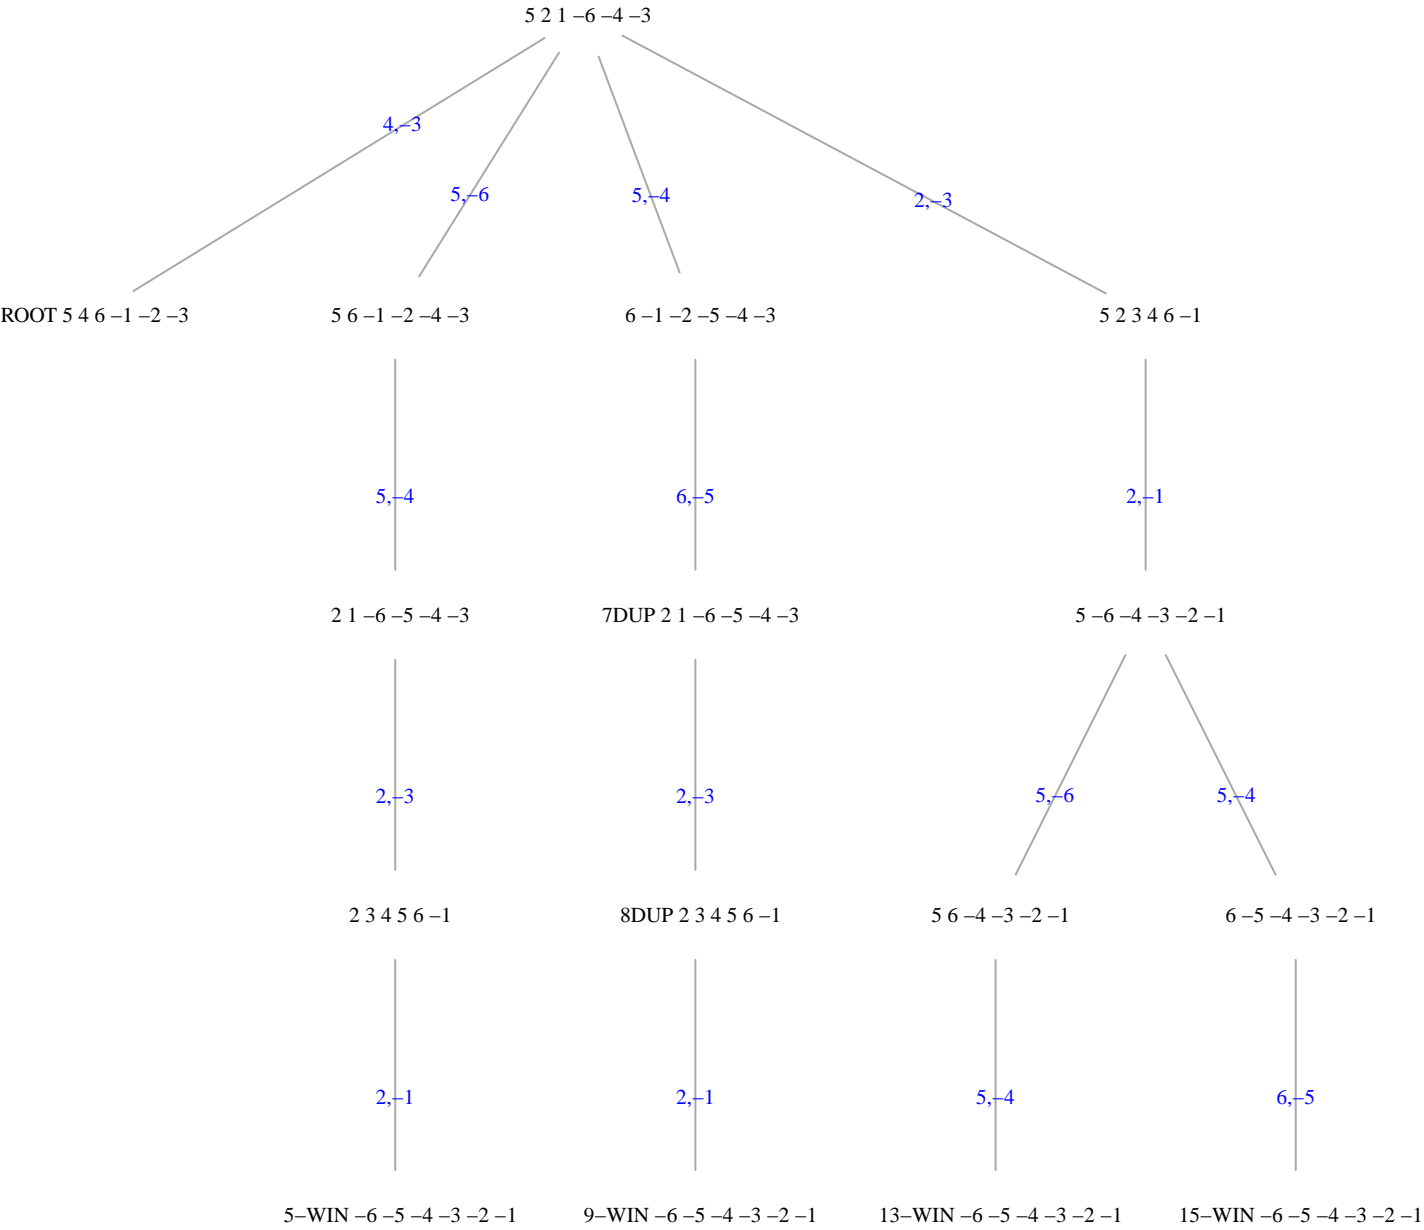 5 2 1 –6 –4 –3
4,–3
5,–6
5,–4
2,–3
ROOT 5 4 6 –1 –2 –3
5 6 –1 –2 –4 –3
6 –1 –2 –5 –4 –3
5 2 3 4 6 –1
5,–4
6,–5
2,–1
2 1 –6 –5 –4 –3
7DUP 2 1 –6 –5 –4 –3
5 –6 –4 –3 –2 –1
2,–3
2,–3
5,–6
5,–4
2 3 4 5 6 –1
8DUP 2 3 4 5 6 –1
5 6 –4 –3 –2 –1
6 –5 –4 –3 –2 –1
2,–1
2,–1
5,–4
6,–5
5–WIN –6 –5 –4 –3 –2 –1
9–WIN –6 –5 –4 –3 –2 –1
13–WIN –6 –5 –4 –3 –2 –1
15–WIN –6 –5 –4 –3 –2 –1